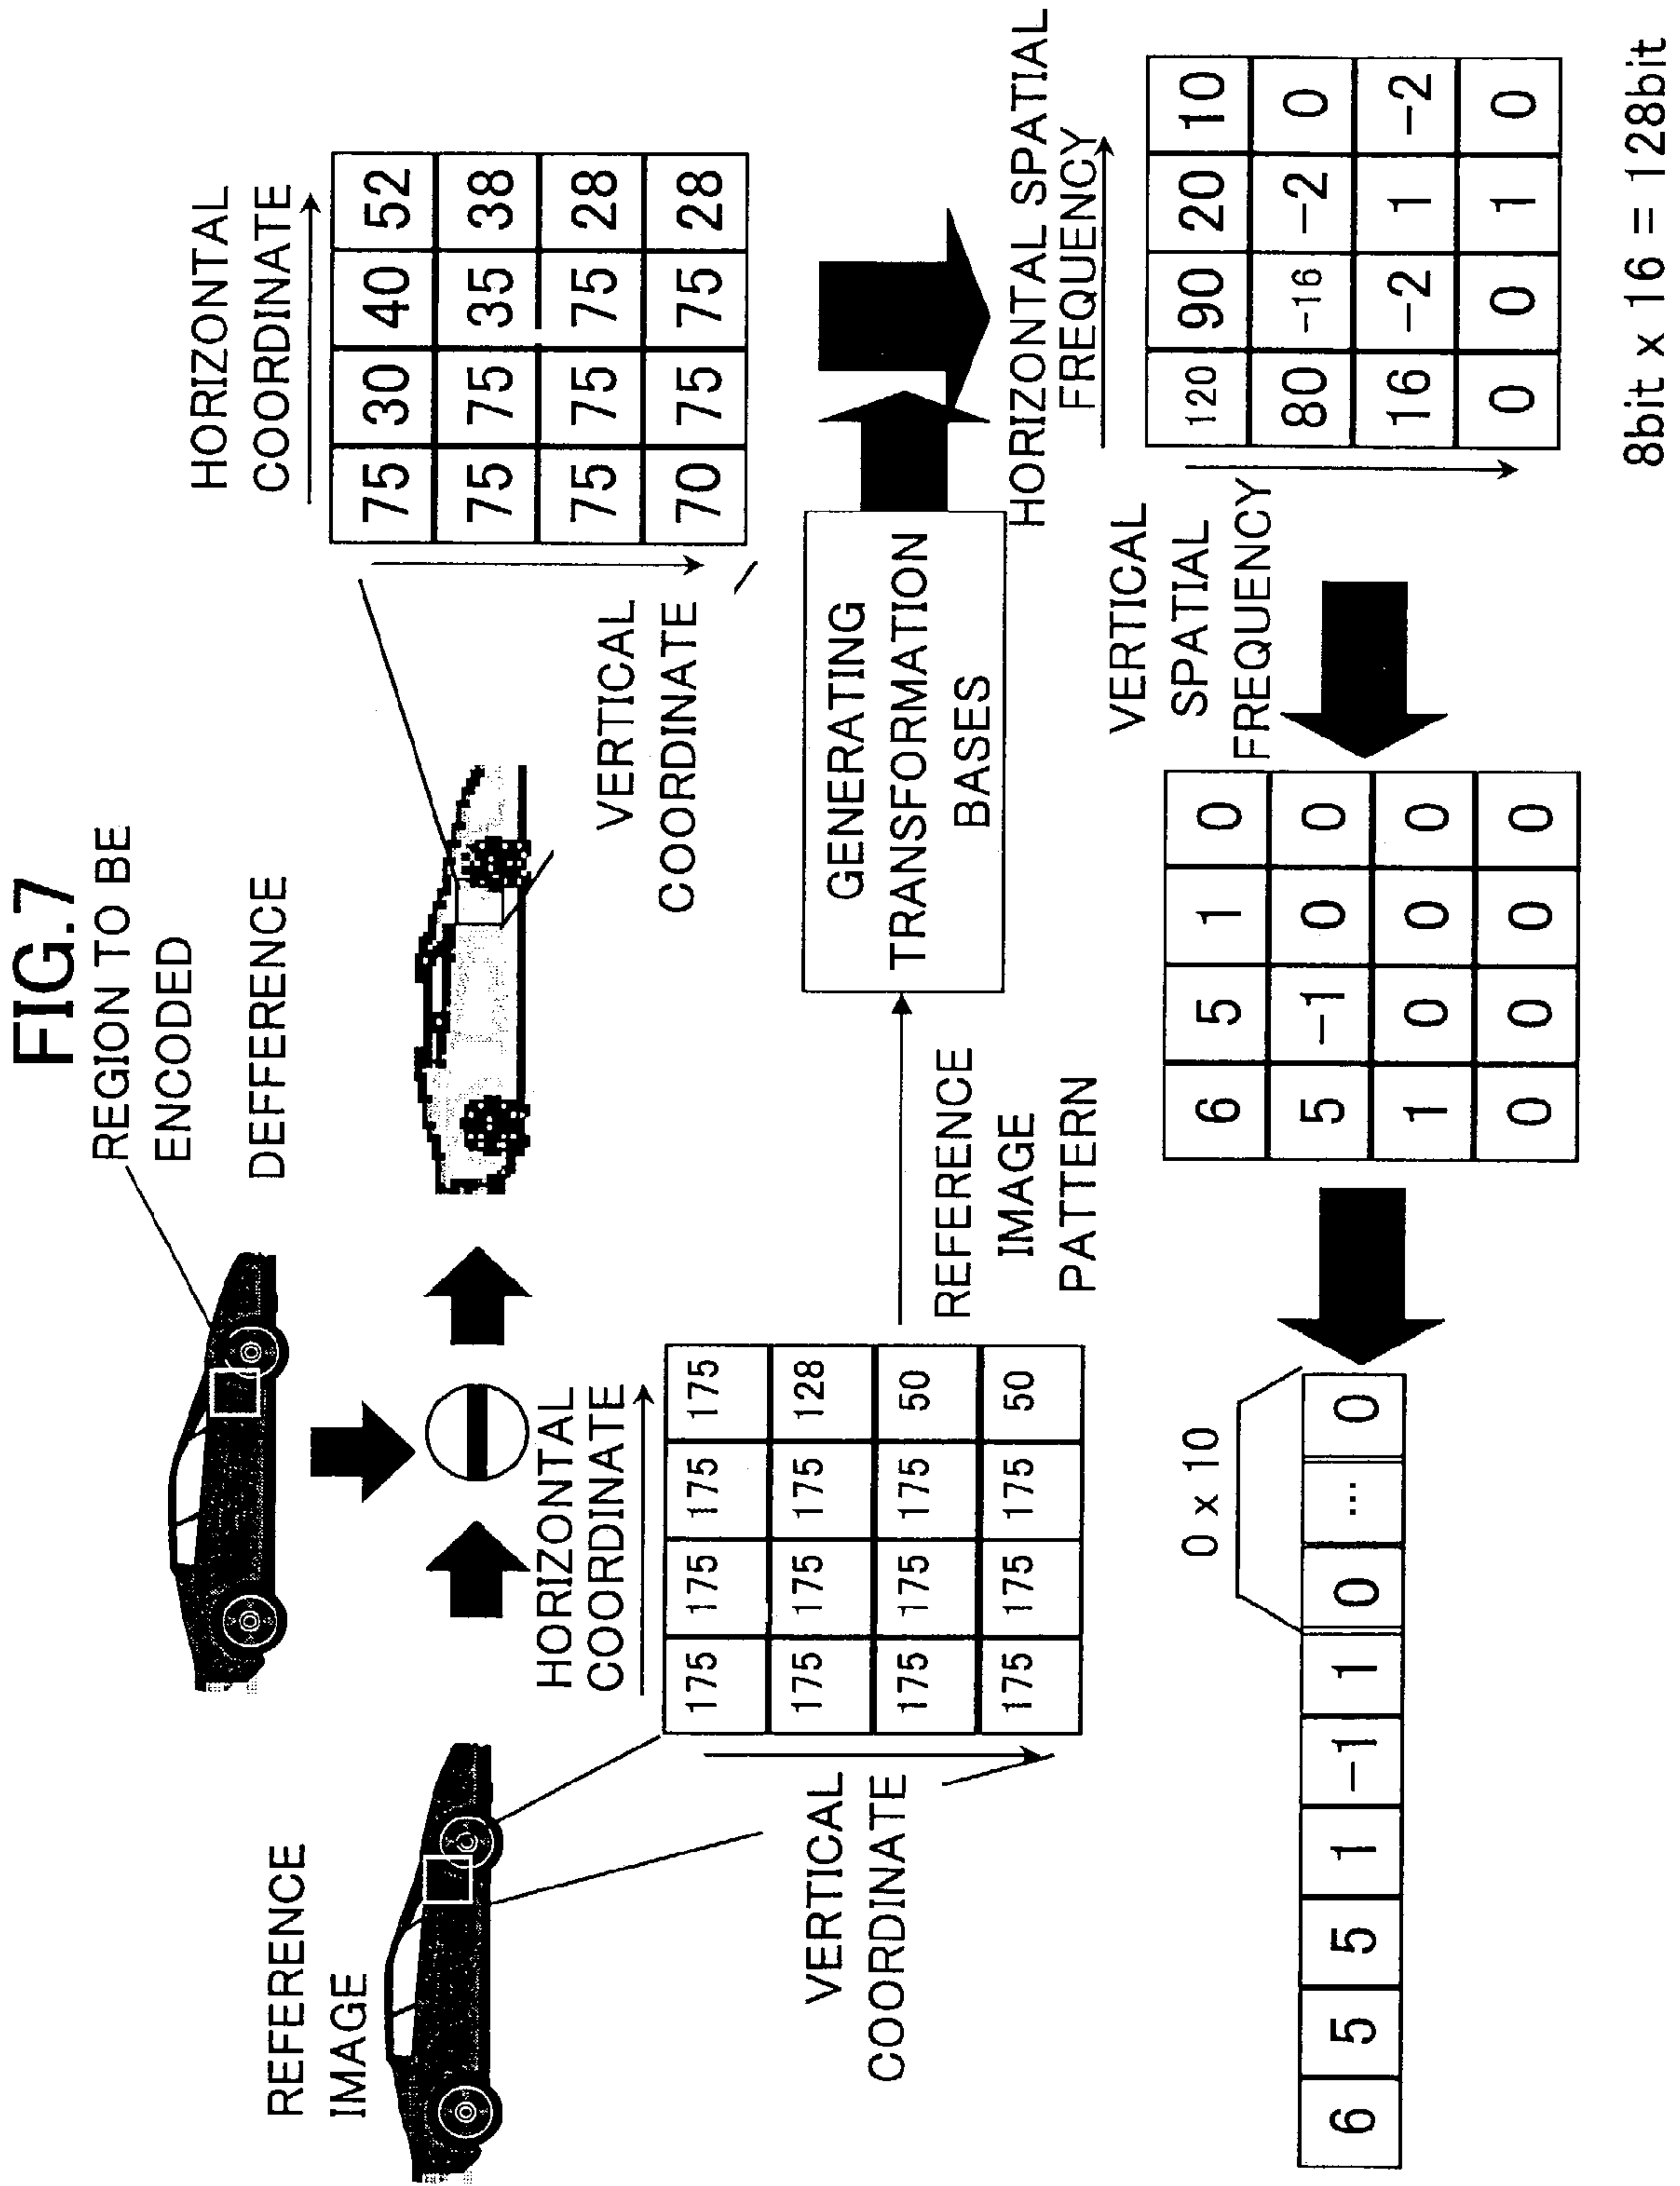 FIG.7
REGION TO BE
ENCODED
DEFFERENCE
REFERENCE
IMAGE
HORIZONTAL
COORDINATE
75 30 40 52
75 75 35 38
75 75 75 28
70 75 75 28
VERTICAL
COORDINATE
HORIZONTAL
COORDINATE
175 175 175 175
175 175 175 128
175 175 175 50
175 175 175 50
VERTICAL
COORDINATE
REFERENCE
IMAGE
PATTERN
GENERATING
TRANSFORMATION
BASES
HORIZONTAL SPATIAL
FREQUENCY
VERTICAL
SPATIAL
FREQUENCY
120 90 20 10
80 -16 -2 0
16 -2 1 -2
0 0 1 0
8bit x 16 = 128bit
6 5 1 0
5 -1 0 0
1 0 0 0
0 0 0 0
0 x 10
6 5 5 1 -1 1 0 ... 0